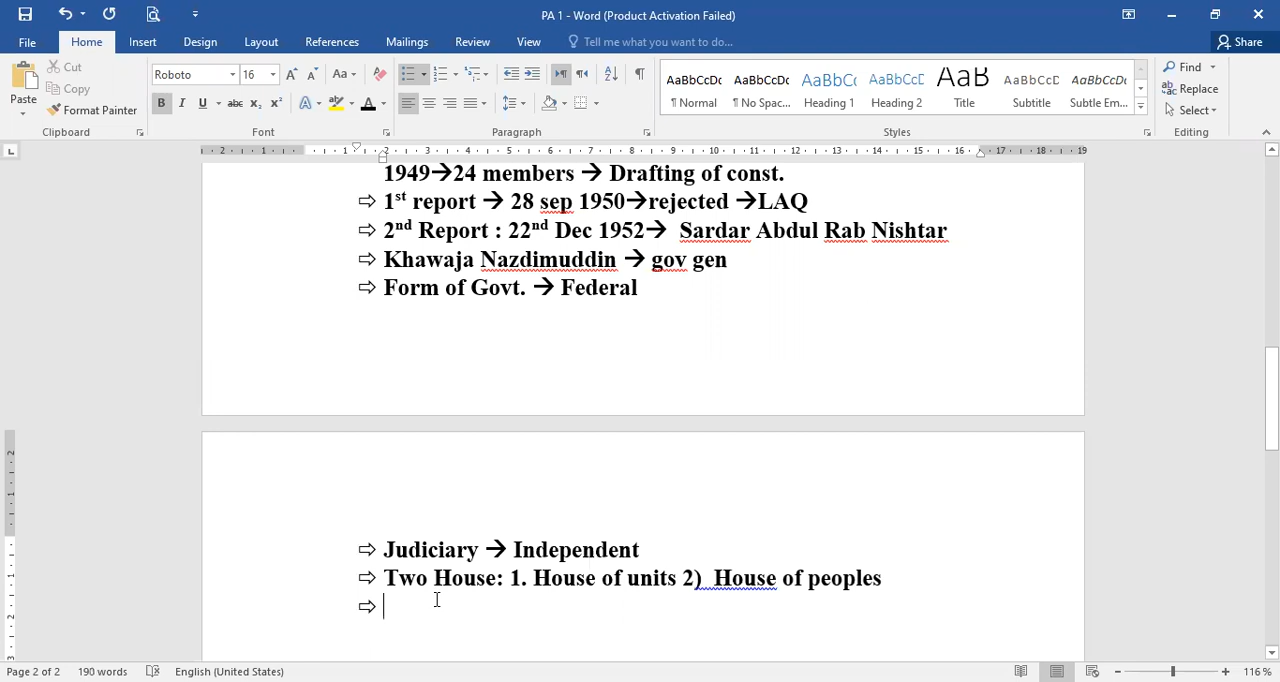 PA 1 - Word (Product Activation Failed)
File Home Insert Design Layout References Mailings Review View Tell me what you want to do... Share
Paste Cut Copy Format Painter
Roboto 16
AaBbCcDc AaBbCcDc AaBbCc AaBbCcD AaB AaBbCcD AaBbCcDc
¶ Normal ¶ No Spac... Heading 1 Heading 2 Title Subtitle Subtle Em...
Find Replace Select
Clipboard Font Paragraph Styles Editing
1949→24 members → Drafting of const.
⇨ 1st report → 28 sep 1950→rejected →LAQ
⇨ 2nd Report : 22nd Dec 1952→ Sardar Abdul Rab Nishtar
⇨ Khawaja Nazdimuddin → gov gen
⇨ Form of Govt. → Federal
⇨ Judiciary → Independent
⇨ Two House: 1. House of units 2) House of peoples
⇨
Page 2 of 2 190 words English (United States) 116 %